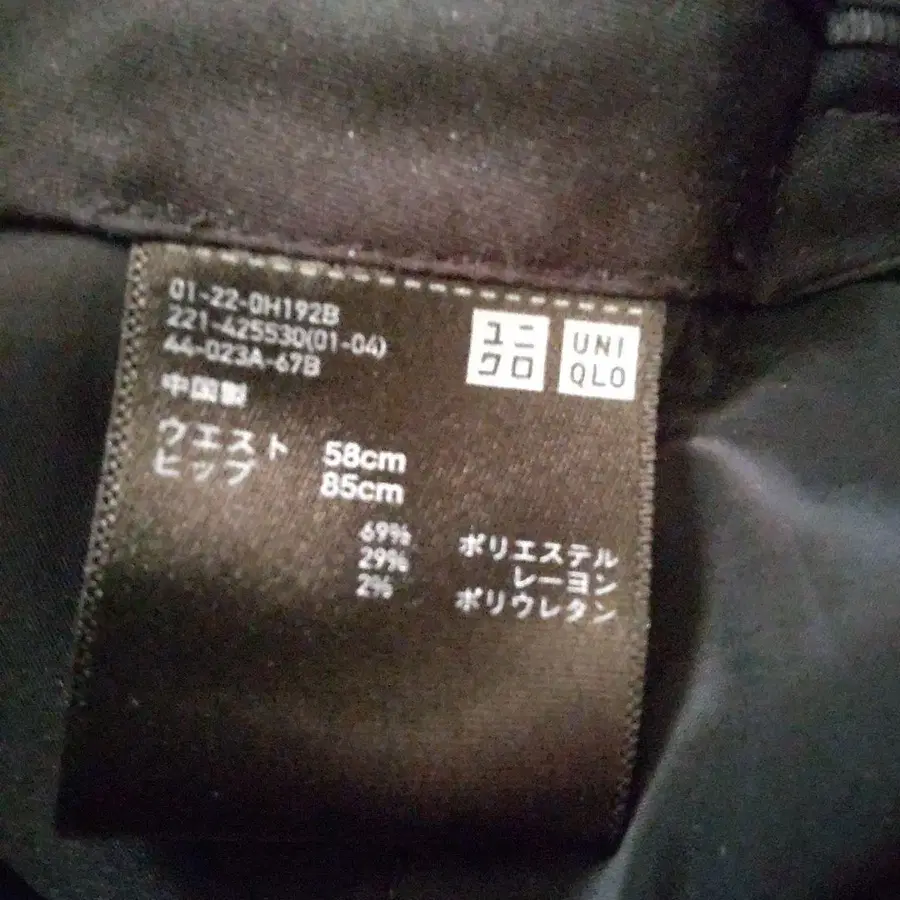 01-22-0H192B
221-425530(01-04)
44-023A-67B
中国製
ユニ
クロ
UNI
QLO
ウエスト 58cm
ヒップ 85cm
69% ポリエステル
29% レーヨン
2% ポリウレタン